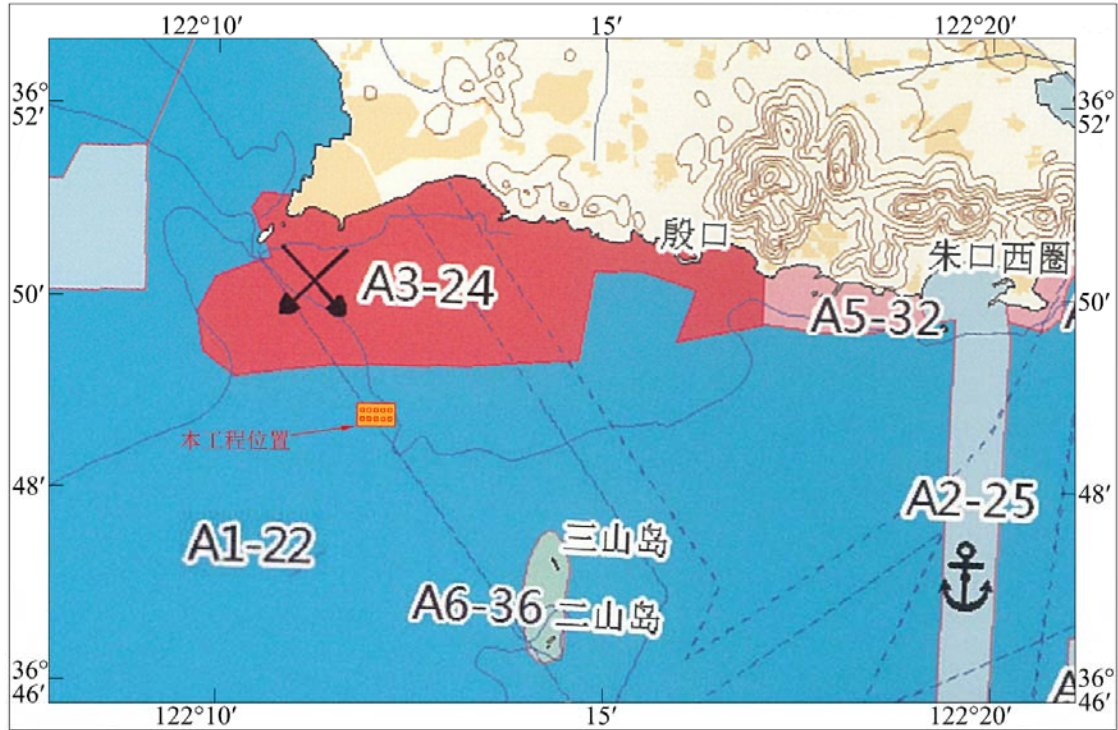 122°10′ 15′ 122°20′
36° 36°
52′ 52′
殷口
朱口西圈
50′ 50′
A3-24
A5-32
A
本工程位置
48′ 48′
A2-25
A1-22
三山岛
A6-36
二山岛
36° 36°
46′ 46′
A
122°10′ 15′ 122°20′